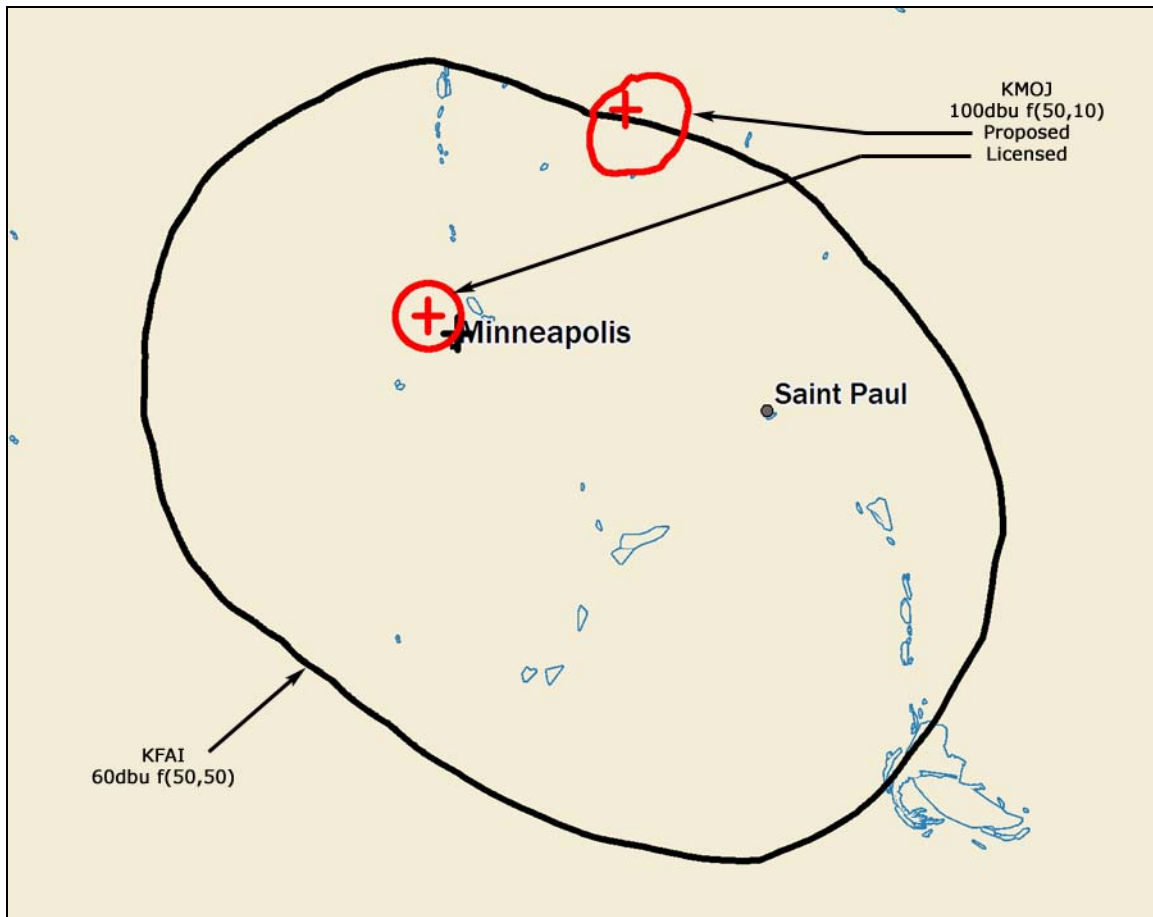 KMOJ
100dbu f(50,10)
Proposed
Licensed
Minneapolis
Saint Paul
KFAI
60dbu f(50,50)